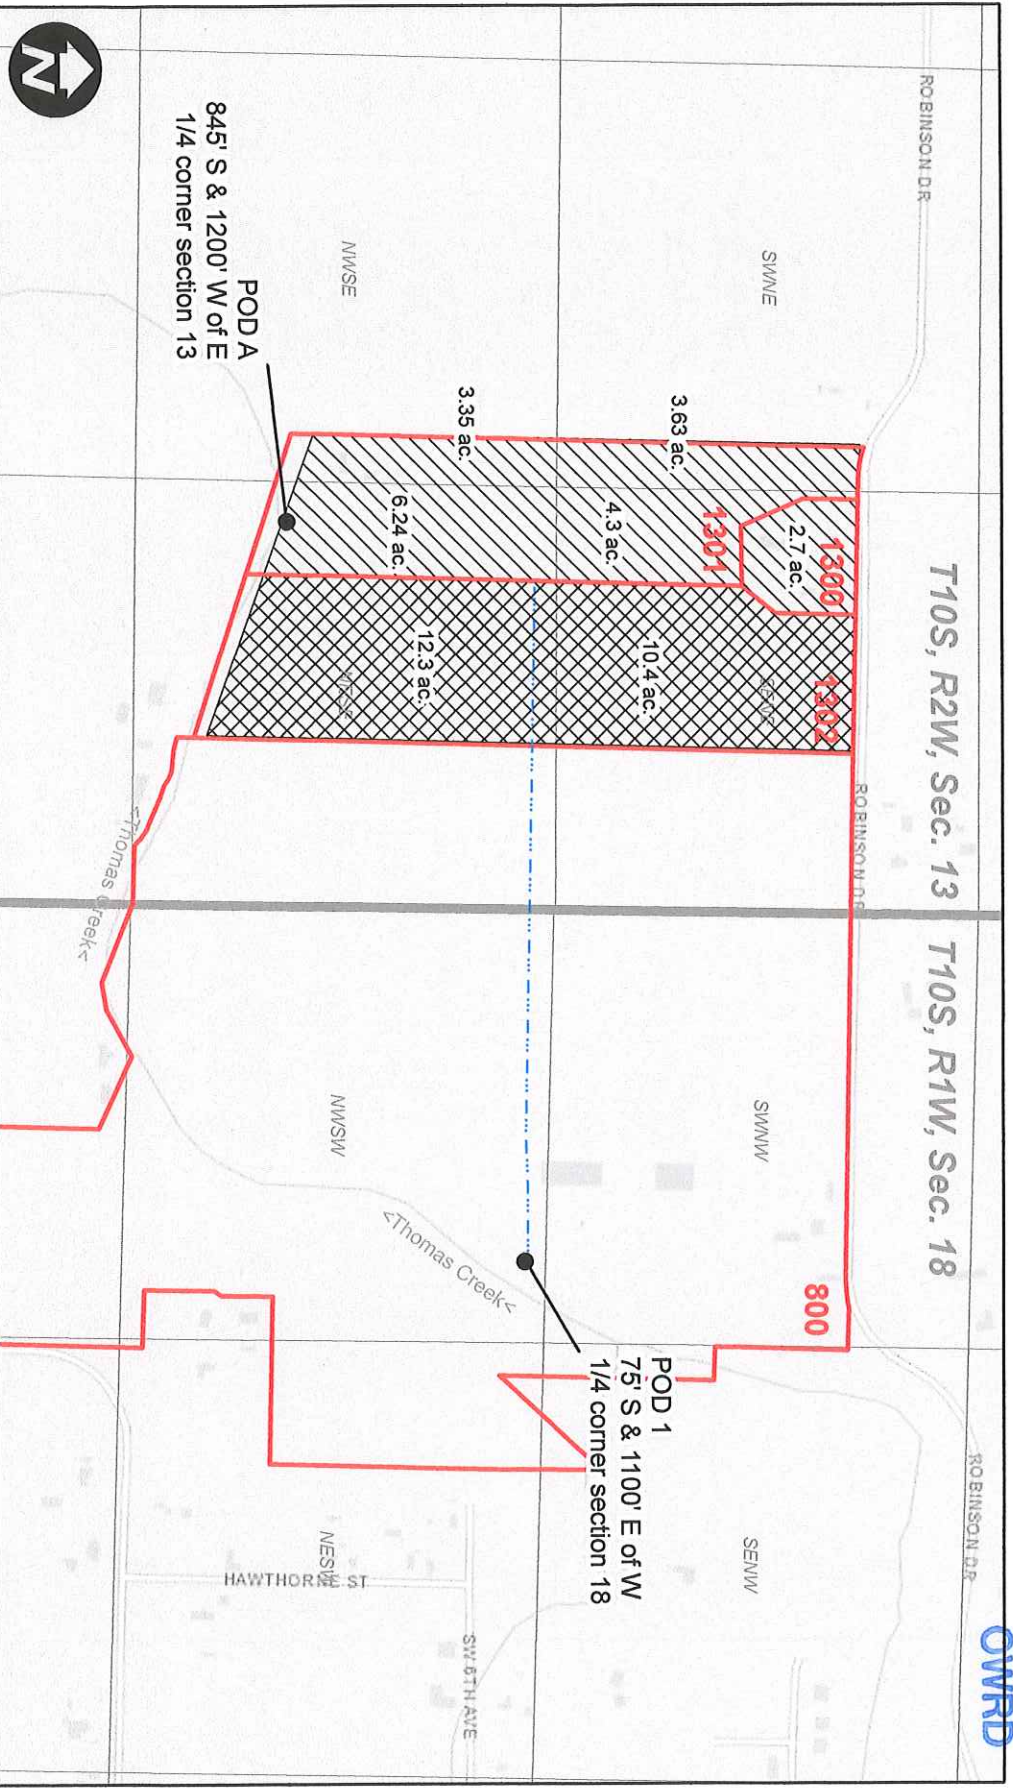 OWRD
T10S, R2W, Sec. 13
T10S, R1W, Sec. 18
ROBINSON DR
ROBINSON DR
ROBINSON DR
SWNE
SENE
SWNW
SENW
1300
1301
1302
800
2.7 ac.
3.63 ac.
4.3 ac.
10.4 ac.
3.35 ac.
6.24 ac.
12.3 ac.
NWSE
NWSW
NESW
POD 1
75' S & 1100' E of W
1/4 corner section 18
POD A
845' S & 1200' W of E
1/4 corner section 13
<Thomas Creek<
<Thomas Creek<
HAWTHORNE ST
SW 6TH AVE
N